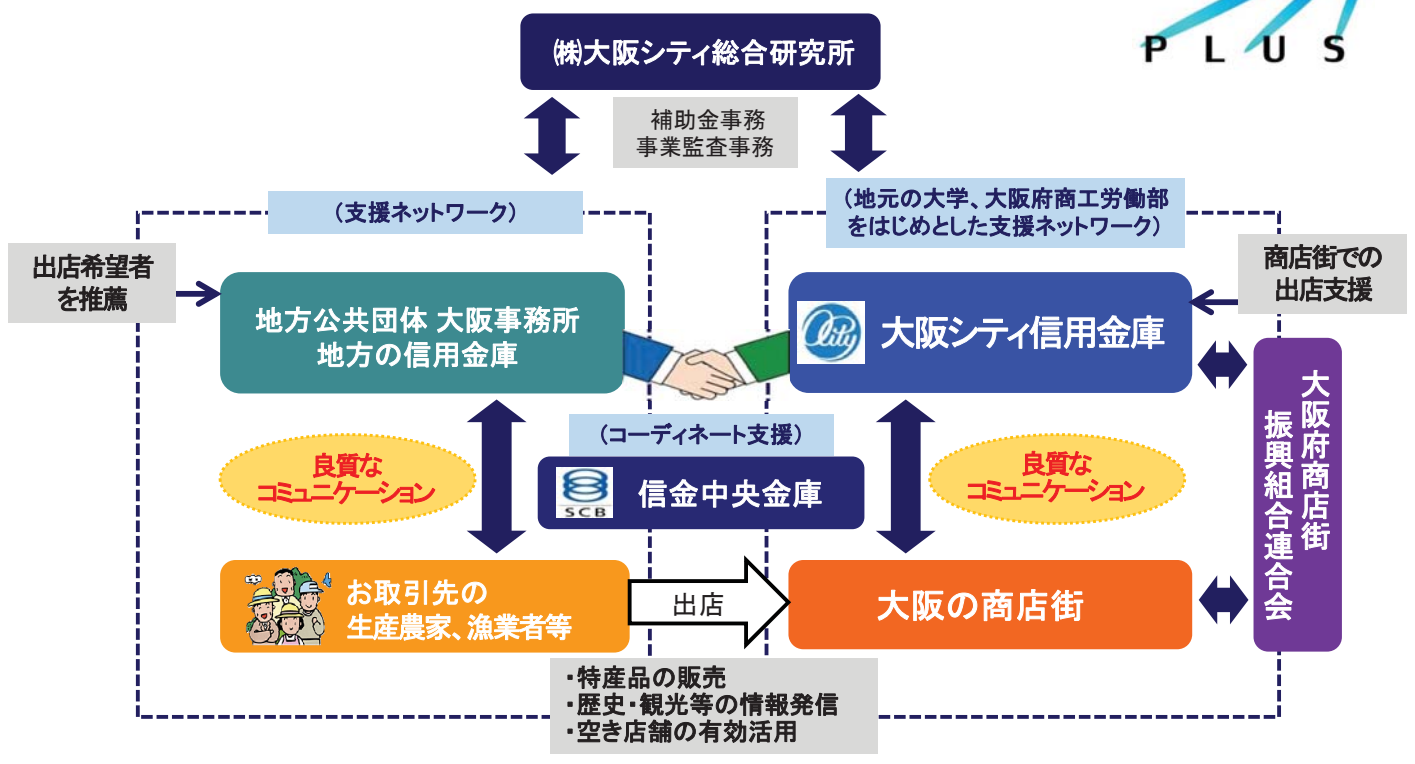 PLUS
㈱大阪シティ総合研究所
補助金事務
事業監査事務
（支援ネットワーク）
（地元の大学、大阪府商工労働部
をはじめとした支援ネットワーク）
出店希望者
を推薦
商店街での
出店支援
地方公共団体 大阪事務所
地方の信用金庫
City
大阪シティ信用金庫
大阪府商店街
振興組合連合会
（コーディネート支援）
良質な
コミュニケーション
SCB
信金中央金庫
良質な
コミュニケーション
お取引先の
生産農家、漁業者等
出店
大阪の商店街
・特産品の販売
・歴史・観光等の情報発信
・空き店舗の有効活用